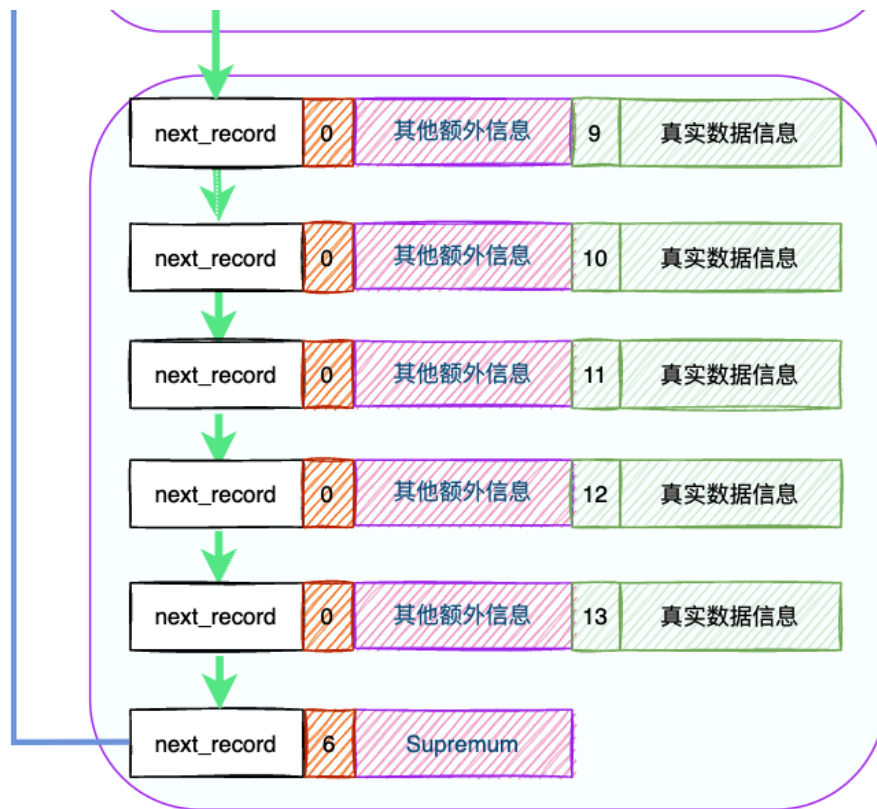 next_record 0 其他额外信息 9 真实数据信息
next_record 0 其他额外信息 10 真实数据信息
next_record 0 其他额外信息 11 真实数据信息
next_record 0 其他额外信息 12 真实数据信息
next_record 0 其他额外信息 13 真实数据信息
next_record 6 Supremum